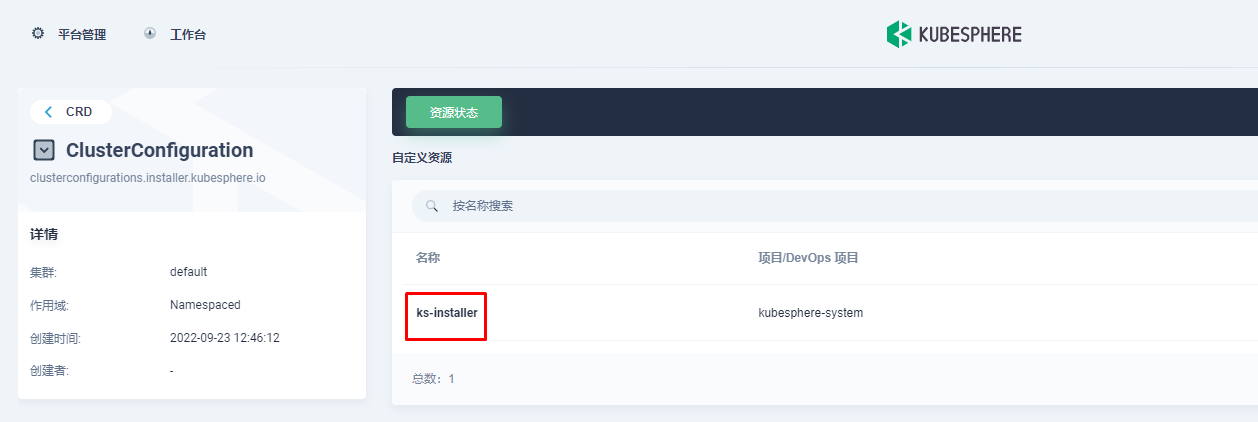 平台管理
工作台
KUBESPHERE
CRD
ClusterConfiguration
clusterconfigurations.installer.kubesphere.io
详情
集群: default
作用域: Namespaced
创建时间: 2022-09-23 12:46:12
创建者: -
资源状态
自定义资源
按名称搜索
名称 项目/DevOps 项目
ks-installer kubesphere-system
总数: 1